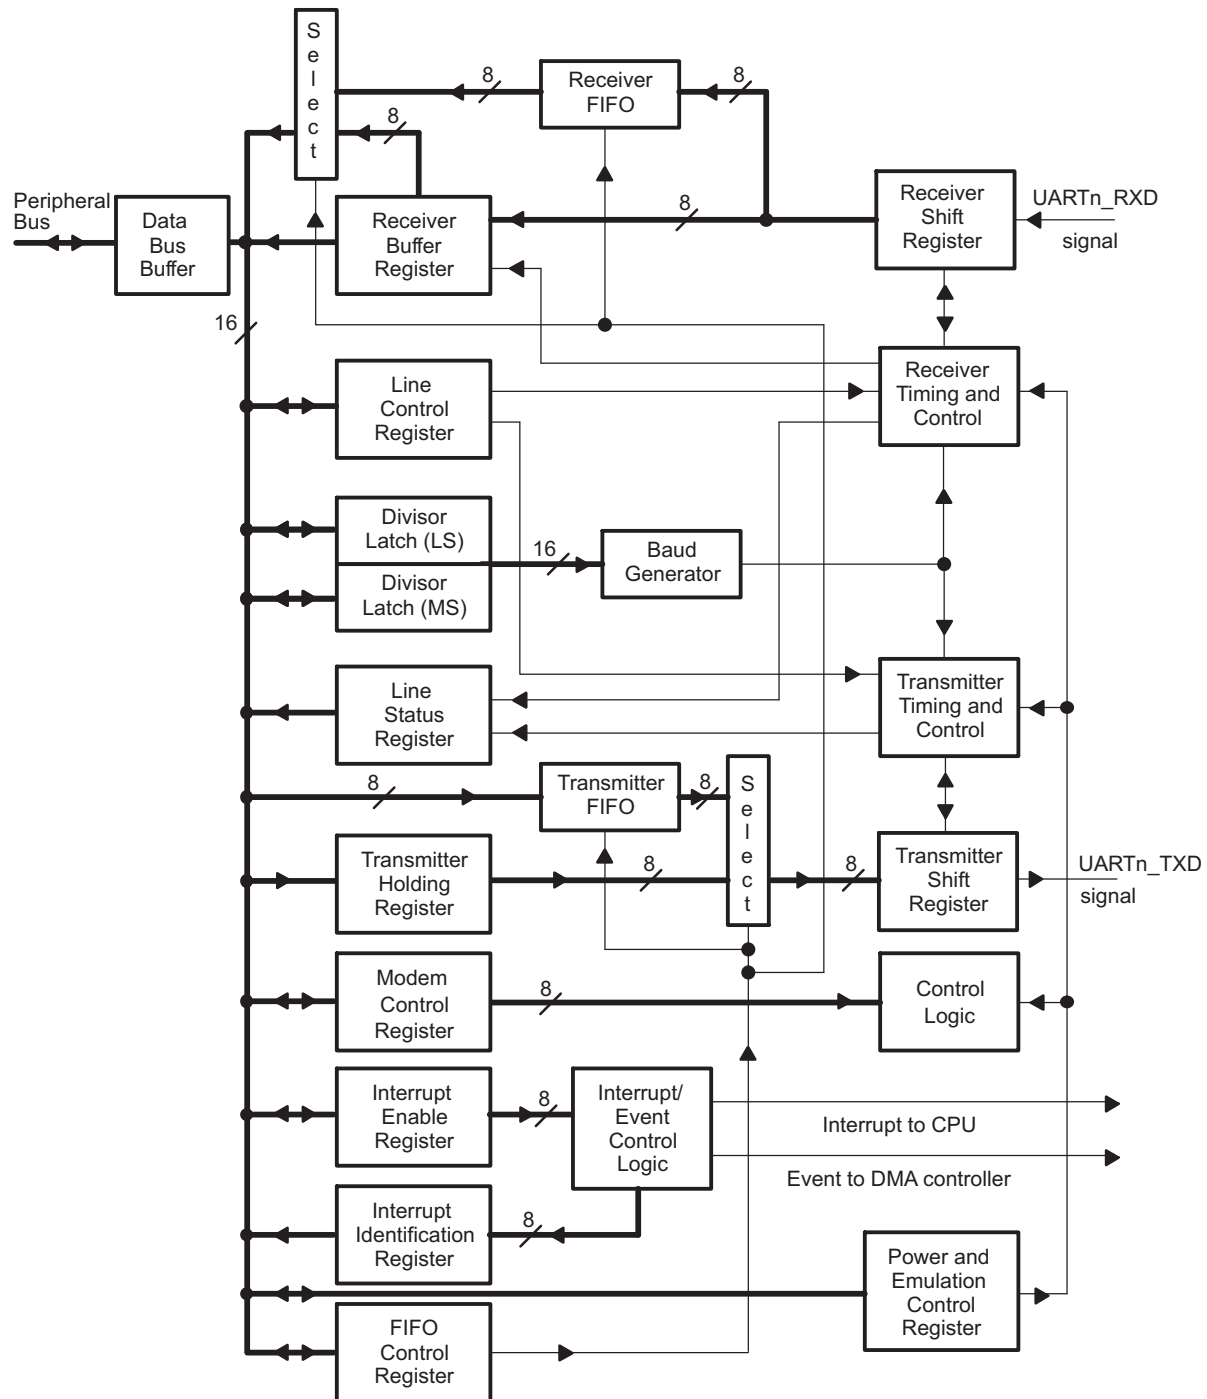 S
e
l
e
c
t
8
Receiver
FIFO
8
8
Peripheral
Bus
Data
Bus
Buffer
Receiver
Buffer
Register
8
Receiver
Shift
Register
UARTn_RXD
signal
16
Line
Control
Register
Receiver
Timing and
Control
Divisor
Latch (LS)
16
Baud
Generator
Divisor
Latch (MS)
Line
Status
Register
Transmitter
Timing and
Control
8
Transmitter
FIFO
8
S
e
l
e
c
t
Transmitter
Holding
Register
8
8
Transmitter
Shift
Register
UARTn_TXD
signal
Modem
Control
Register
8
Control
Logic
Interrupt
Enable
Register
8
Interrupt/
Event
Control
Logic
Interrupt to CPU
Event to DMA controller
Interrupt
Identification
Register
8
Power and
Emulation
Control
Register
FIFO
Control
Register